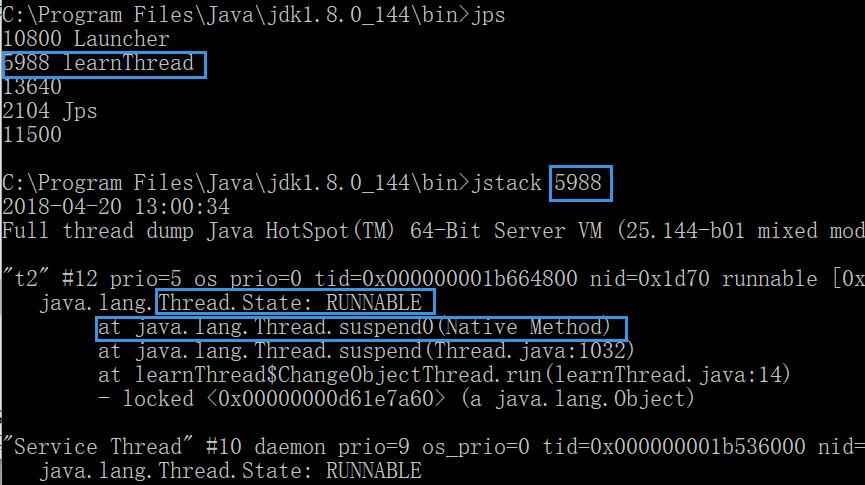 C:\Program Files\Java\jdk1.8.0_144\bin>jps
10800 Launcher
5988 learnThread
13640
2104 Jps
11500
C:\Program Files\Java\jdk1.8.0_144\bin>jstack 5988
2018-04-20 13:00:34
Full thread dump Java HotSpot(TM) 64-Bit Server VM (25.144-b01 mixed mod
"t2" #12 prio=5 os_prio=0 tid=0x000000001b664800 nid=0x1d70 runnable [0x
java.lang.Thread.State: RUNNABLE
at java.lang.Thread.suspend0(Native Method)
at java.lang.Thread.suspend(Thread.java:1032)
at learnThread$ChangeObjectThread.run(learnThread.java:14)
- locked <0x00000000d61e7a60> (a java.lang.Object)
"Service Thread" #10 daemon prio=9 os_prio=0 tid=0x000000001b536000 nid=
java.lang.Thread.State: RUNNABLE